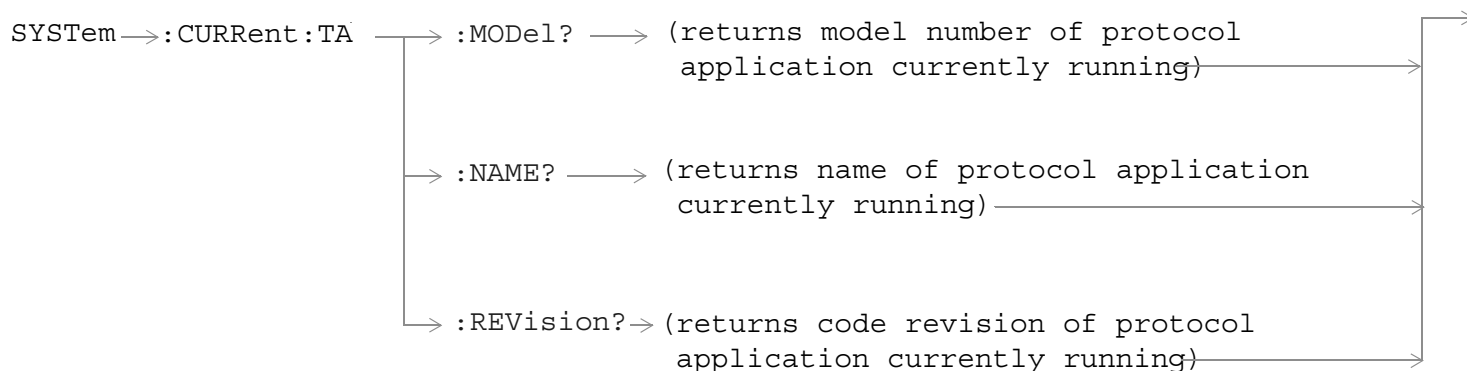 SYSTem :CURRent:TA :MODel? (returns model number of protocol
application currently running)
:NAME? (returns name of protocol application
currently running)
:REVision? (returns code revision of protocol
application currently running)